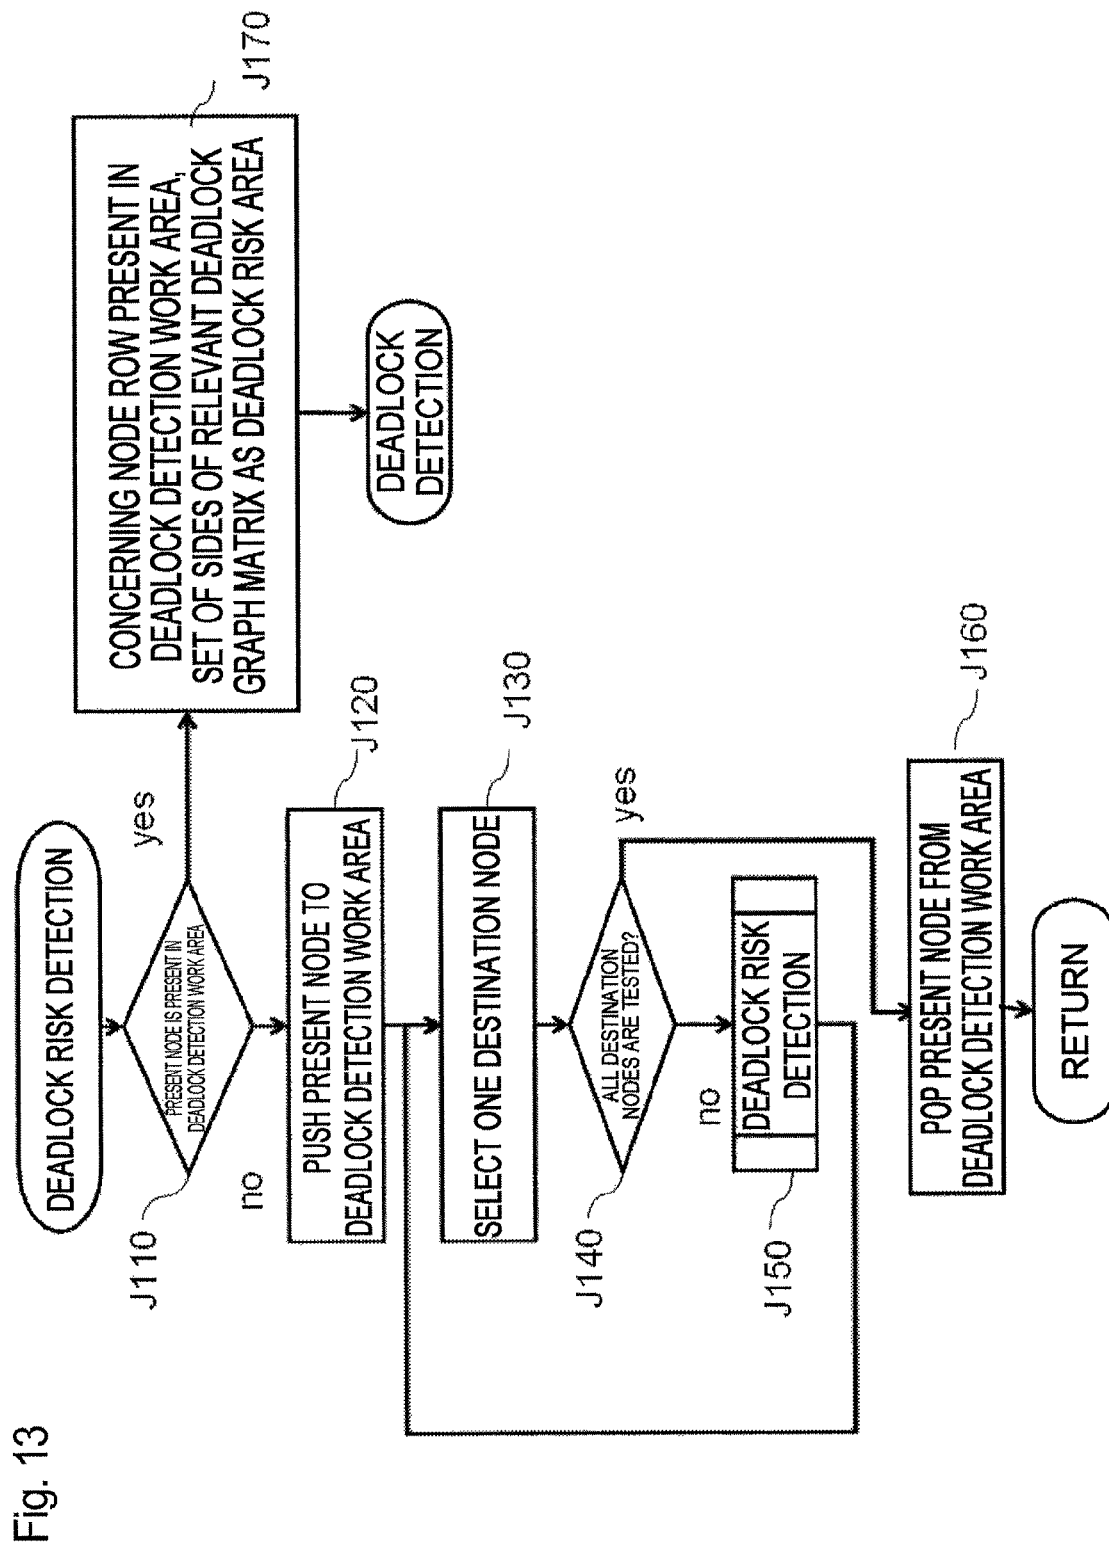 Fig. 13
DEADLOCK RISK DETECTION
J110
PRESENT NODE IS PRESENT IN
DEADLOCK DETECTION WORK AREA
yes
no
CONCERNING NODE ROW PRESENT IN
DEADLOCK DETECTION WORK AREA,
SET OF SIDES OF RELEVANT DEADLOCK
GRAPH MATRIX AS DEADLOCK RISK AREA
J170
DEADLOCK
DETECTION
PUSH PRESENT NODE TO
DEADLOCK DETECTION WORK AREA
J120
SELECT ONE DESTINATION NODE
J130
J140
ALL DESTINATION
NODES ARE TESTED?
yes
no
DEADLOCK RISK
DETECTION
J150
POP PRESENT NODE FROM
DEADLOCK DETECTION WORK AREA
J160
RETURN